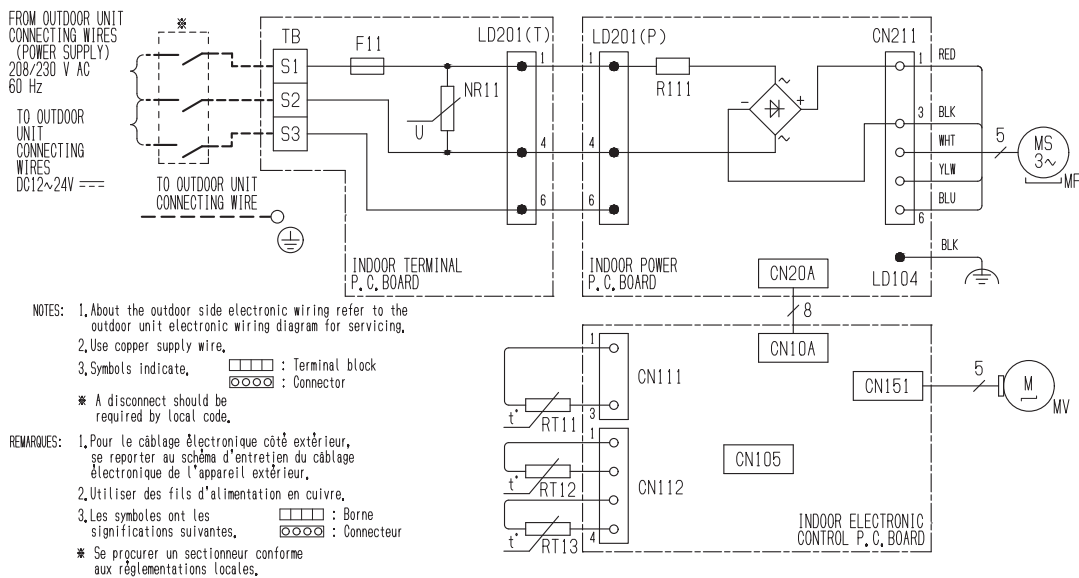 FROM OUTDOOR UNIT
CONNECTING WIRES
(POWER SUPPLY)
208/230 V AC
60 Hz
TO OUTDOOR
UNIT
CONNECTING
WIRES
DC12~24V
※
TO OUTDOOR UNIT
CONNECTING WIRE
TB
S1
S2
S3
F11
NR11
U
LD201(T)
1
4
6
INDOOR TERMINAL
P.C.BOARD
LD201(P)
1
4
6
R111
~
- +
~
CN211
1
3
6
RED
BLK
WHT
YLW
BLU
5
MS
3~
MF
BLK
LD104
INDOOR POWER
P.C.BOARD
CN20A
8
CN10A
CN111
1
3
t°
RT11
CN112
1
4
t°
RT12
t°
RT13
CN151
5
M
MV
CN105
INDOOR ELECTRONIC
CONTROL P.C.BOARD
NOTES: 1.About the outdoor side electronic wiring refer to the
outdoor unit electronic wiring diagram for servicing.
2.Use copper supply wire.
3.Symbols indicate. : Terminal block
: Connector
※ A disconnect should be
required by local code.
REMARQUES: 1.Pour le câblage électronique côté extérieur,
se reporter au schéma d'entretien du câblage
électronique de l'appareil extérieur.
2.Utiliser des fils d'alimentation en cuivre.
3.Les symboles ont les : Borne
significations suivantes. : Connecteur
※ Se procurer un sectionneur conforme
aux réglementations locales.